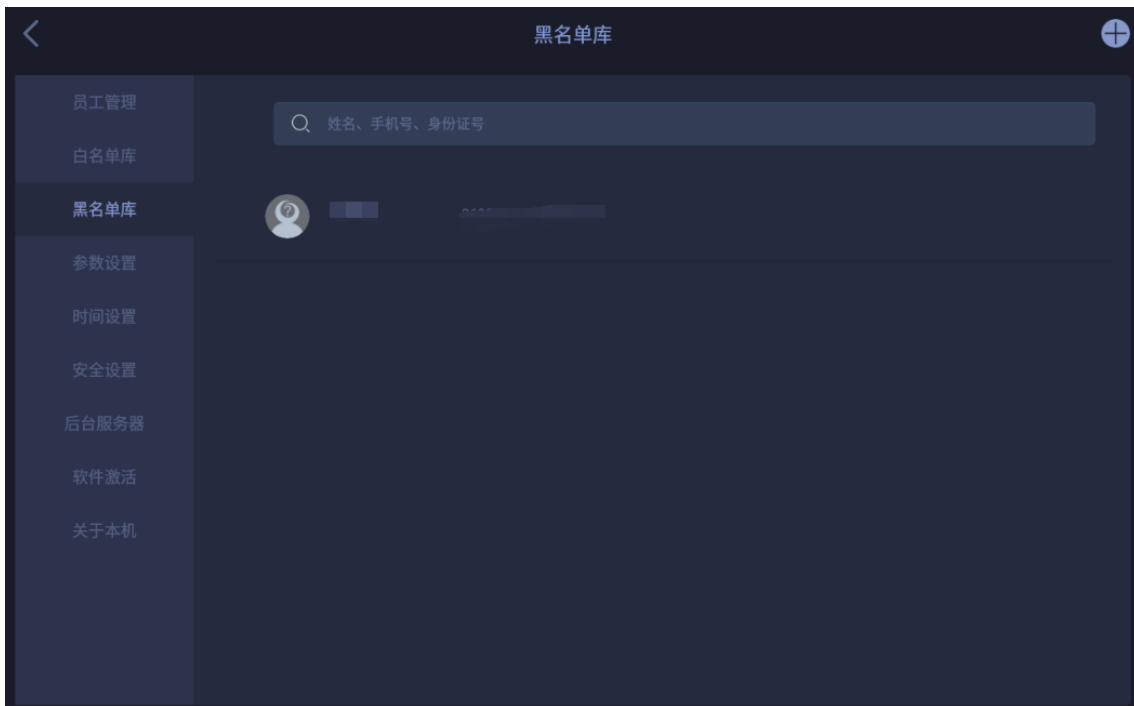 黑名单库
员工管理
白名单库
黑名单库
参数设置
时间设置
安全设置
后台服务器
软件激活
关于本机
姓名、手机号、身份证号